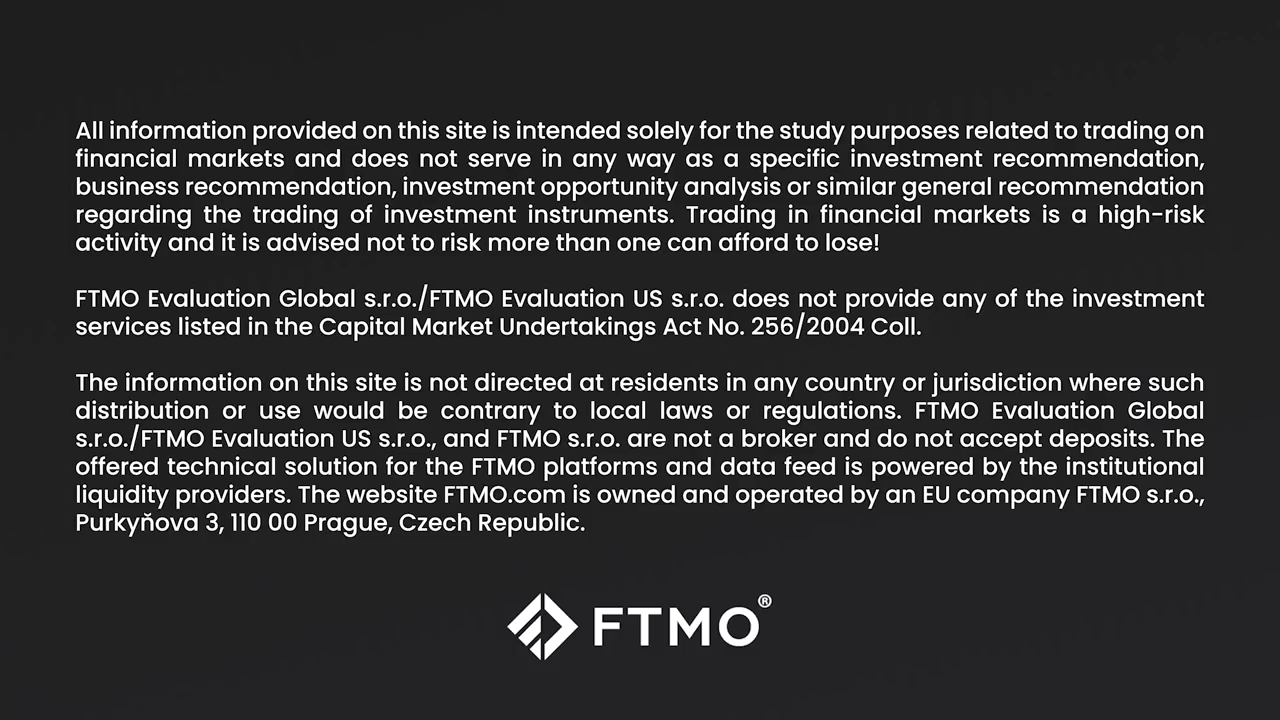 All information provided on this site is intended solely for the study purposes related to trading on
financial markets and does not serve in any way as a specific investment recommendation,
business recommendation, investment opportunity analysis or similar general recommendation
regarding the trading of investment instruments. Trading in financial markets is a high-risk
activity and it is advised not to risk more than one can afford to lose!
FTMO Evaluation Global s.r.o./FTMO Evaluation US s.r.o. does not provide any of the investment
services listed in the Capital Market Undertakings Act No. 256/2004 Coll.
The information on this site is not directed at residents in any country or jurisdiction where such
distribution or use would be contrary to local laws or regulations. FTMO Evaluation Global
s.r.o./FTMO Evaluation US s.r.o., and FTMO s.r.o. are not a broker and do not accept deposits. The
offered technical solution for the FTMO platforms and data feed is powered by the institutional
liquidity providers. The website FTMO.com is owned and operated by an EU company FTMO s.r.o.,
Purkyňova 3, 110 00 Prague, Czech Republic.
FTMO®